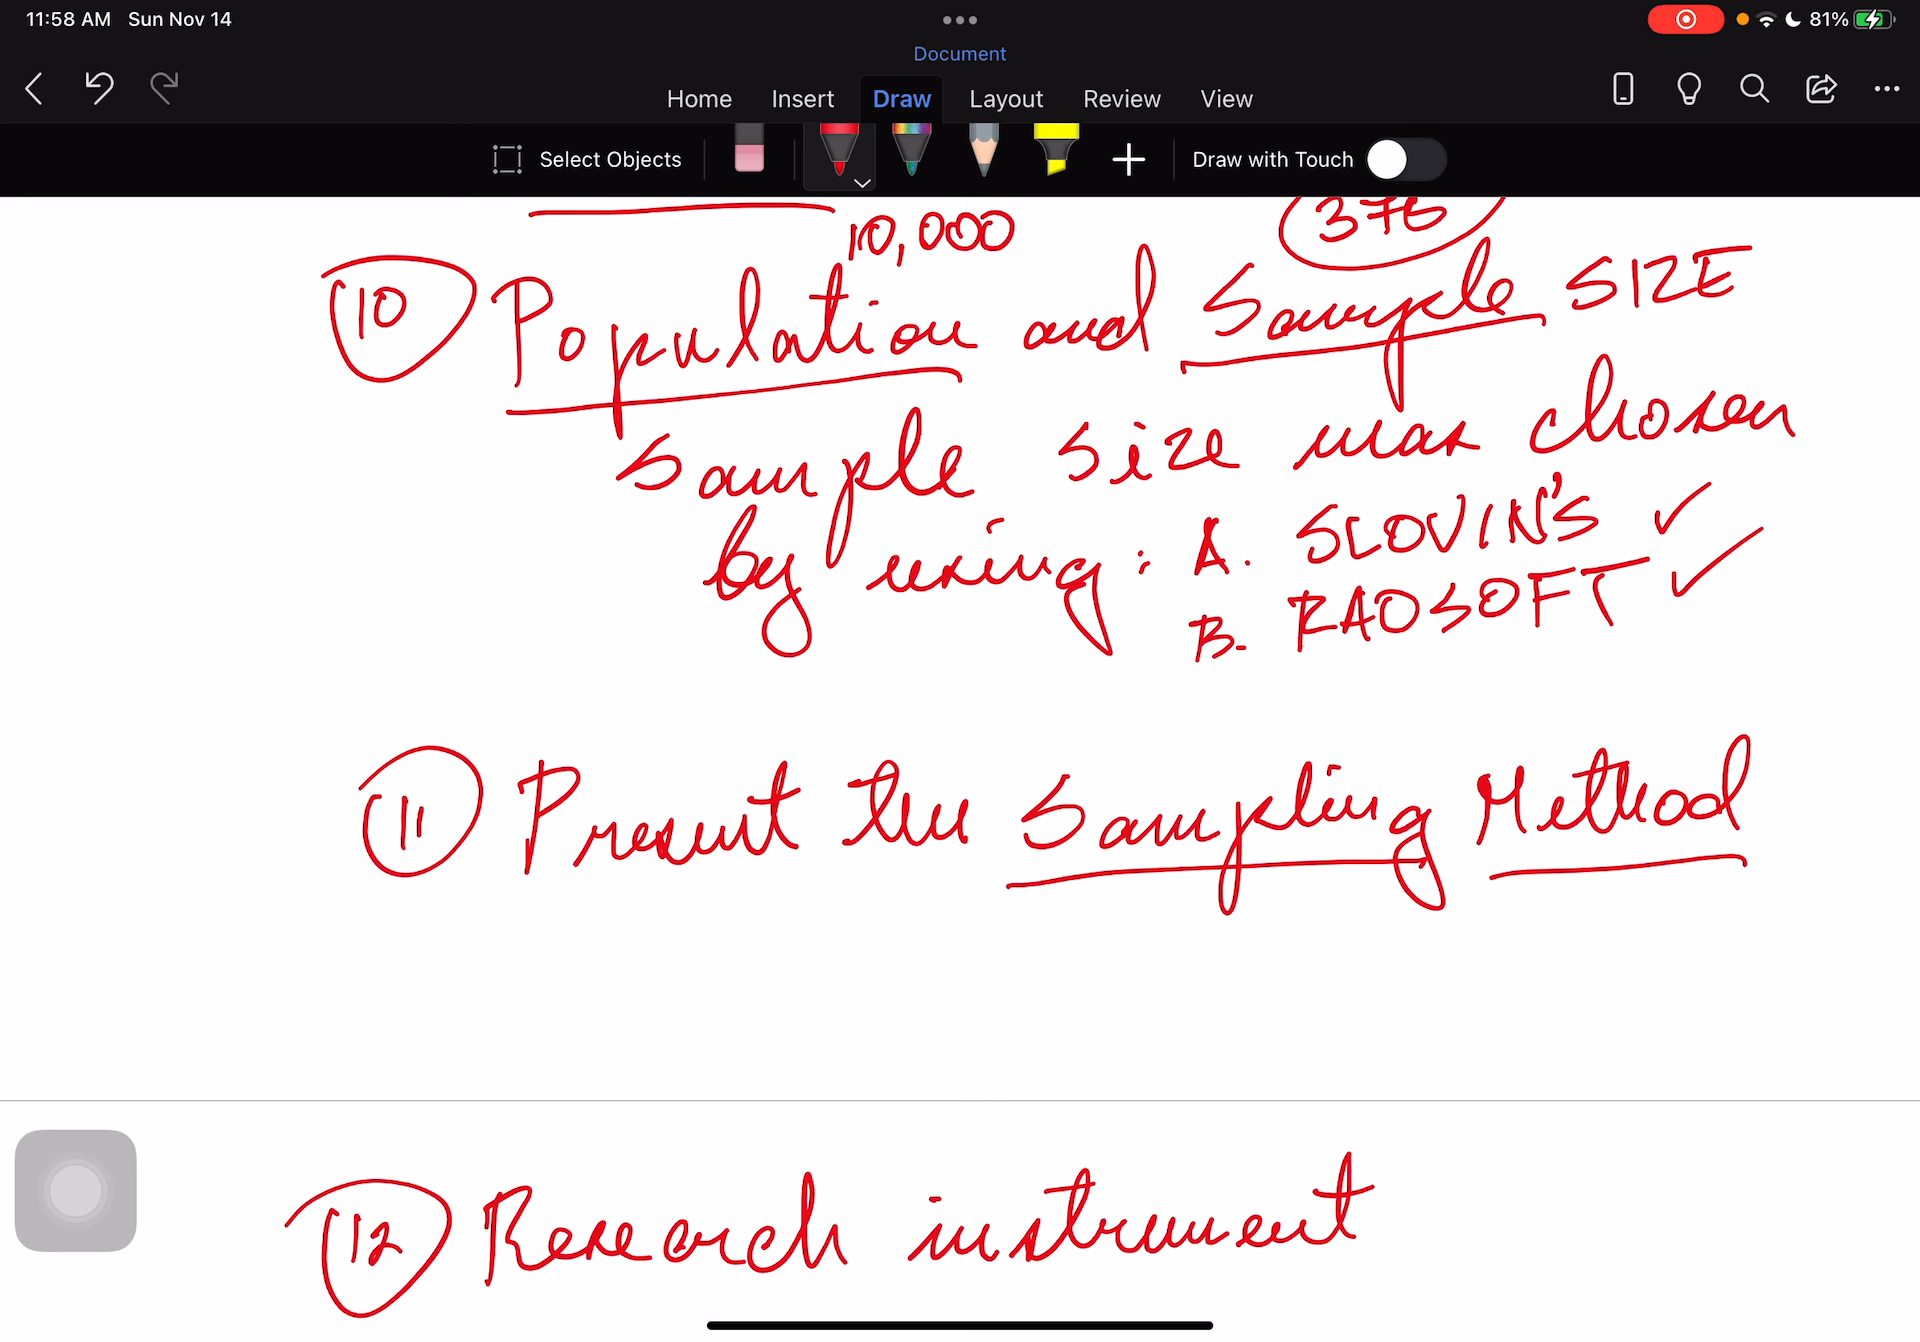 11:58 AM Sun Nov 14
81%
Document
Home Insert Draw Layout Review View
Select Objects
Draw with Touch
10,000
376
10 Population and Sample SIZE
Sample Size was chosen
by using: A. SLOVIN'S ✓
B. RAOSOFT ✓
11 Present the Sampling Method
12 Research instrument